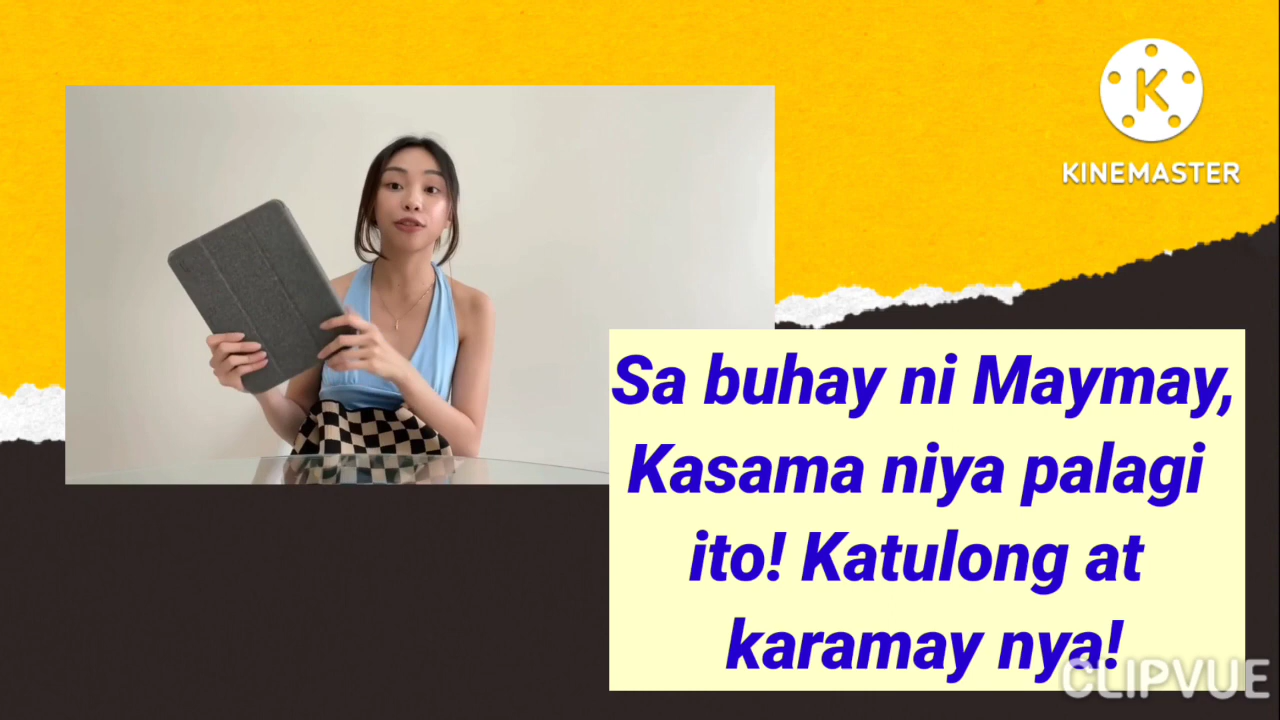 K
KINEMASTER
Sa buhay ni Maymay,
Kasama niya palagi
ito! Katulong at
karamay nya!
CLIPVUE